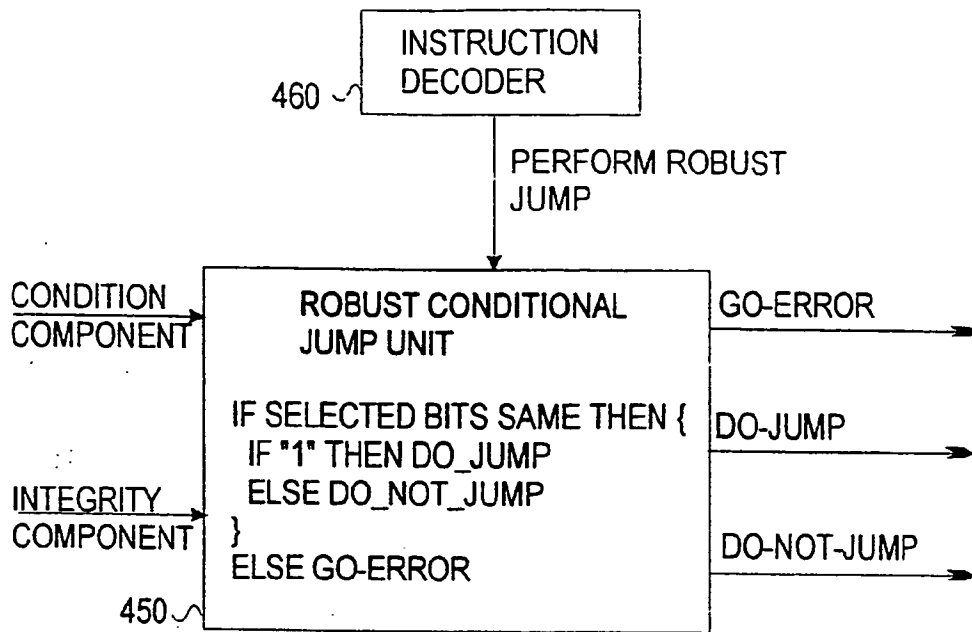 INSTRUCTION
DECODER
460
PERFORM ROBUST
JUMP
CONDITION
COMPONENT
ROBUST CONDITIONAL
JUMP UNIT
GO-ERROR
IF SELECTED BITS SAME THEN {
IF "1" THEN DO_JUMP
ELSE DO_NOT_JUMP
}
ELSE GO-ERROR
DO-JUMP
INTEGRITY
COMPONENT
DO-NOT-JUMP
450